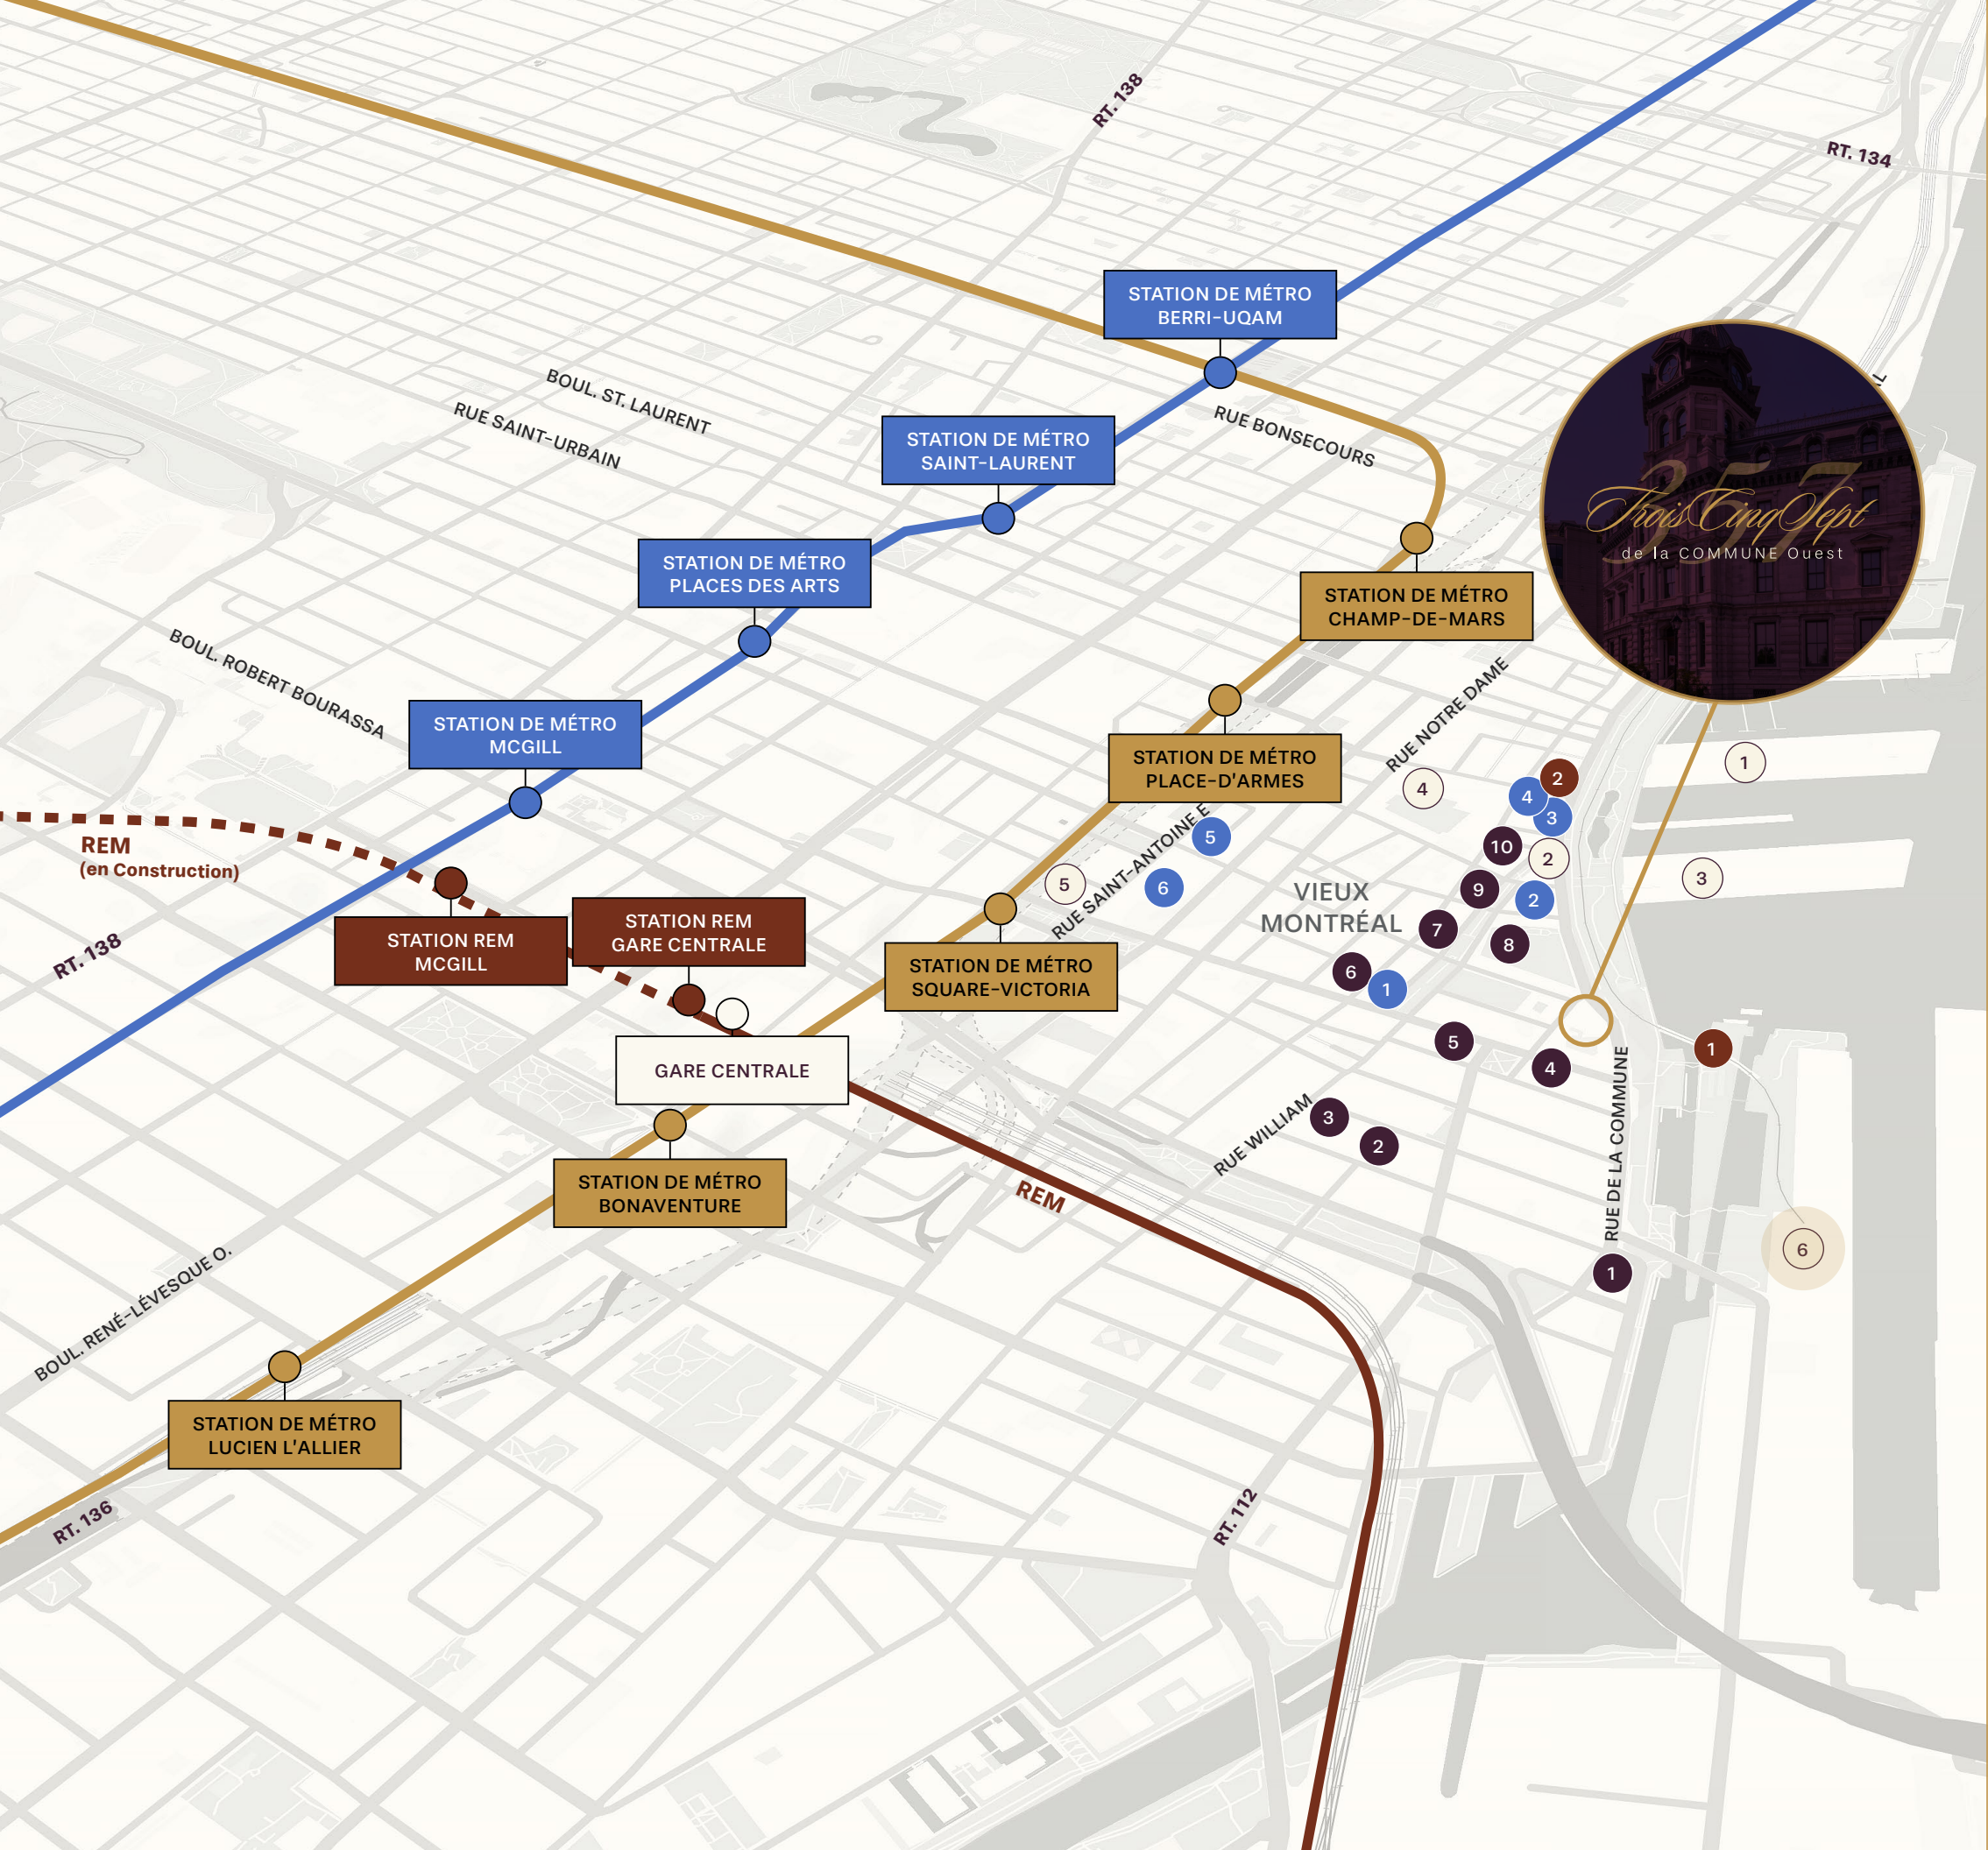 RT. 138
RT. 134
STATION DE MÉTRO
BERRI-UQAM
BOUL. ST. LAURENT
RUE SAINT-URBAIN
RUE BONSECOURS
STATION DE MÉTRO
SAINT-LAURENT
357
Trois Cinq Sept
de la COMMUNE Ouest
STATION DE MÉTRO
PLACES DES ARTS
STATION DE MÉTRO
CHAMP-DE-MARS
BOUL. ROBERT BOURASSA
STATION DE MÉTRO
MCGILL
RUE NOTRE DAME
STATION DE MÉTRO
PLACE-D'ARMES
1
2
4
4
3
5
RUE SAINT-ANTOINE E
REM
(en Construction)
10
2
3
5
6
VIEUX
MONTRÉAL
9
2
7
8
STATION REM
GARE CENTRALE
STATION REM
MCGILL
RT. 138
STATION DE MÉTRO
SQUARE-VICTORIA
6
1
5
4
1
GARE CENTRALE
RUE WILLIAM
3
2
RUE DE LA COMMUNE
STATION DE MÉTRO
BONAVENTURE
REM
6
1
BOUL. RENÉ-LÉVESQUE O.
STATION DE MÉTRO
LUCIEN L'ALLIER
RT. 136
RT. 112